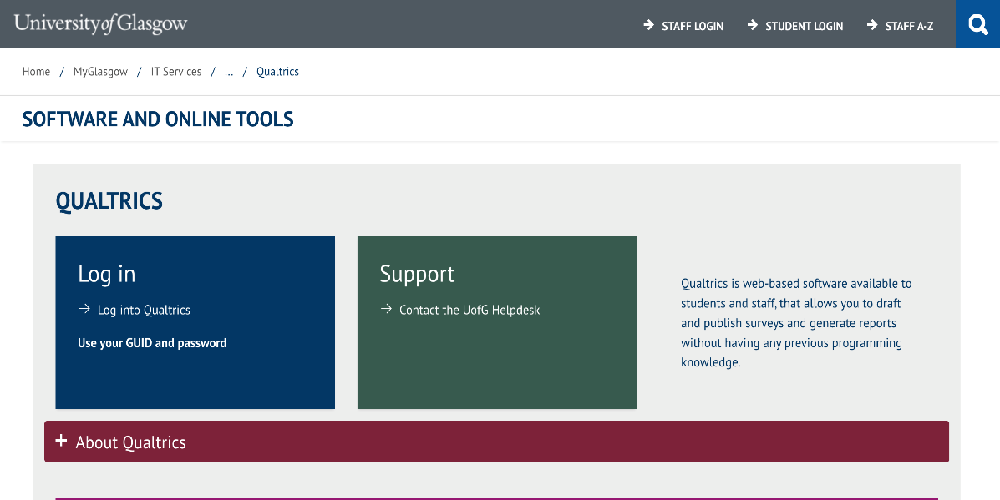 University of Glasgow
STAFF LOGIN
STUDENT LOGIN
STAFF A-Z
Home / MyGlasgow / IT Services / ... / Qualtrics
SOFTWARE AND ONLINE TOOLS
QUALTRICS
Log in
Log into Qualtrics
Use your GUID and password
Support
Contact the UofG Helpdesk
Qualtrics is web-based software available to
students and staff, that allows you to draft
and publish surveys and generate reports
without having any previous programming
knowledge.
About Qualtrics